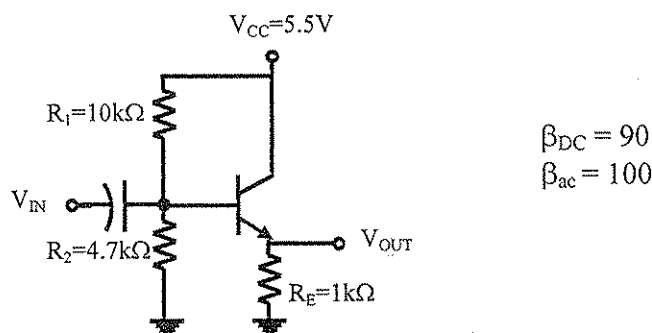 V_CC=5.5V
R_1=10kΩ
β_DC = 90
β_ac = 100
V_IN
R_2=4.7kΩ
V_OUT
R_E=1kΩ